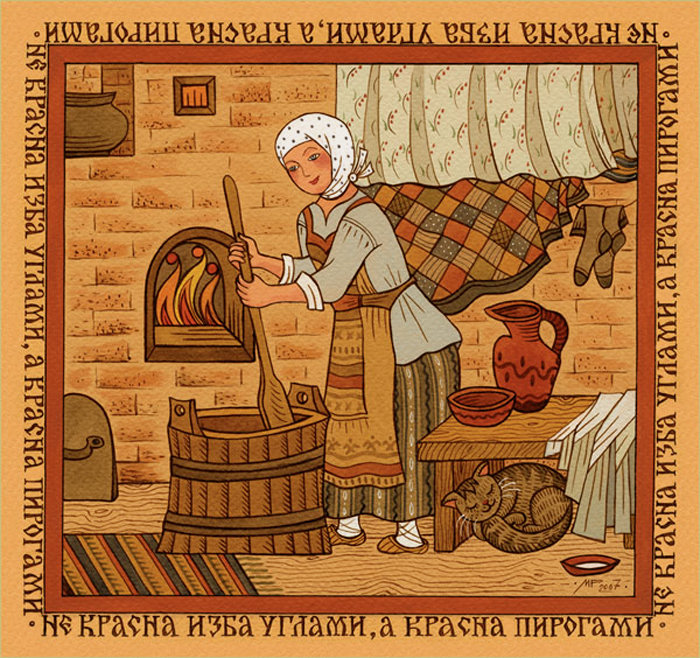 · НЕ КРАСНА ИЗБА УГЛАМИ, А КРАСНА ПИРОГАМИ ·
· НЕ КРАСНА ИЗБА УГЛАМИ, А КРАСНА ПИРОГАМИ ·
НЕ КРАСНА ИЗБА УГЛАМИ, А КРАСНА ПИРОГАМИ
· НЕ КРАСНА ИЗБА УГЛАМИ, А КРАСНА ПИРОГАМИ ·
· МР 2007 ·